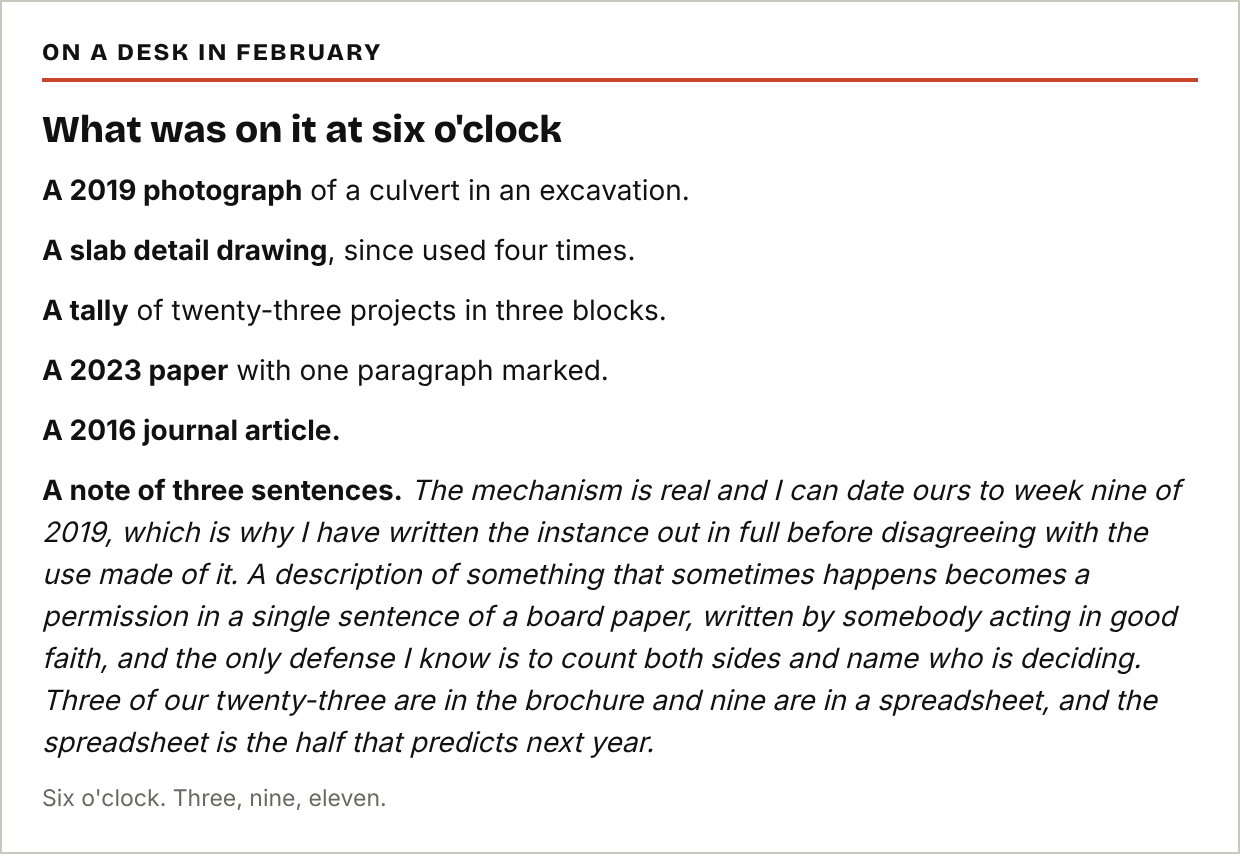 ON A DESK IN FEBRUARY
What was on it at six o'clock
A 2019 photograph of a culvert in an excavation.
A slab detail drawing, since used four times.
A tally of twenty-three projects in three blocks.
A 2023 paper with one paragraph marked.
A 2016 journal article.
A note of three sentences. The mechanism is real and I can date ours to week nine of
2019, which is why I have written the instance out in full before disagreeing with the
use made of it. A description of something that sometimes happens becomes a
permission in a single sentence of a board paper, written by somebody acting in good
faith, and the only defense I know is to count both sides and name who is deciding.
Three of our twenty-three are in the brochure and nine are in a spreadsheet, and the
spreadsheet is the half that predicts next year.
Six o'clock. Three, nine, eleven.